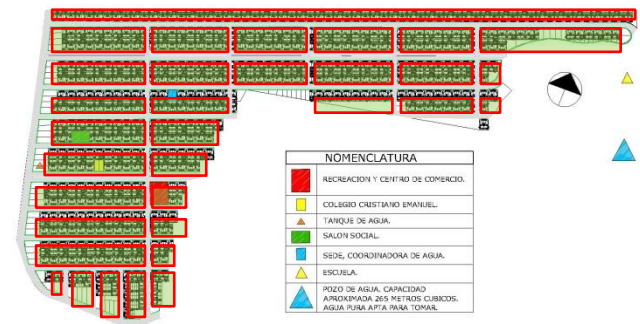 NOMENCLATURA
RECREACION Y CENTRO DE COMERCIO.
COLEGIO CRISTIANO EMANUEL.
TANQUE DE AGUA.
SALON SOCIAL.
SEDE, COORDINADORA DE AGUA.
ESCUELA.
POZO DE AGUA. CAPACIDAD
APROXIMADA 265 METROS CUBICOS.
AGUA PURA APTA PARA TOMAR.